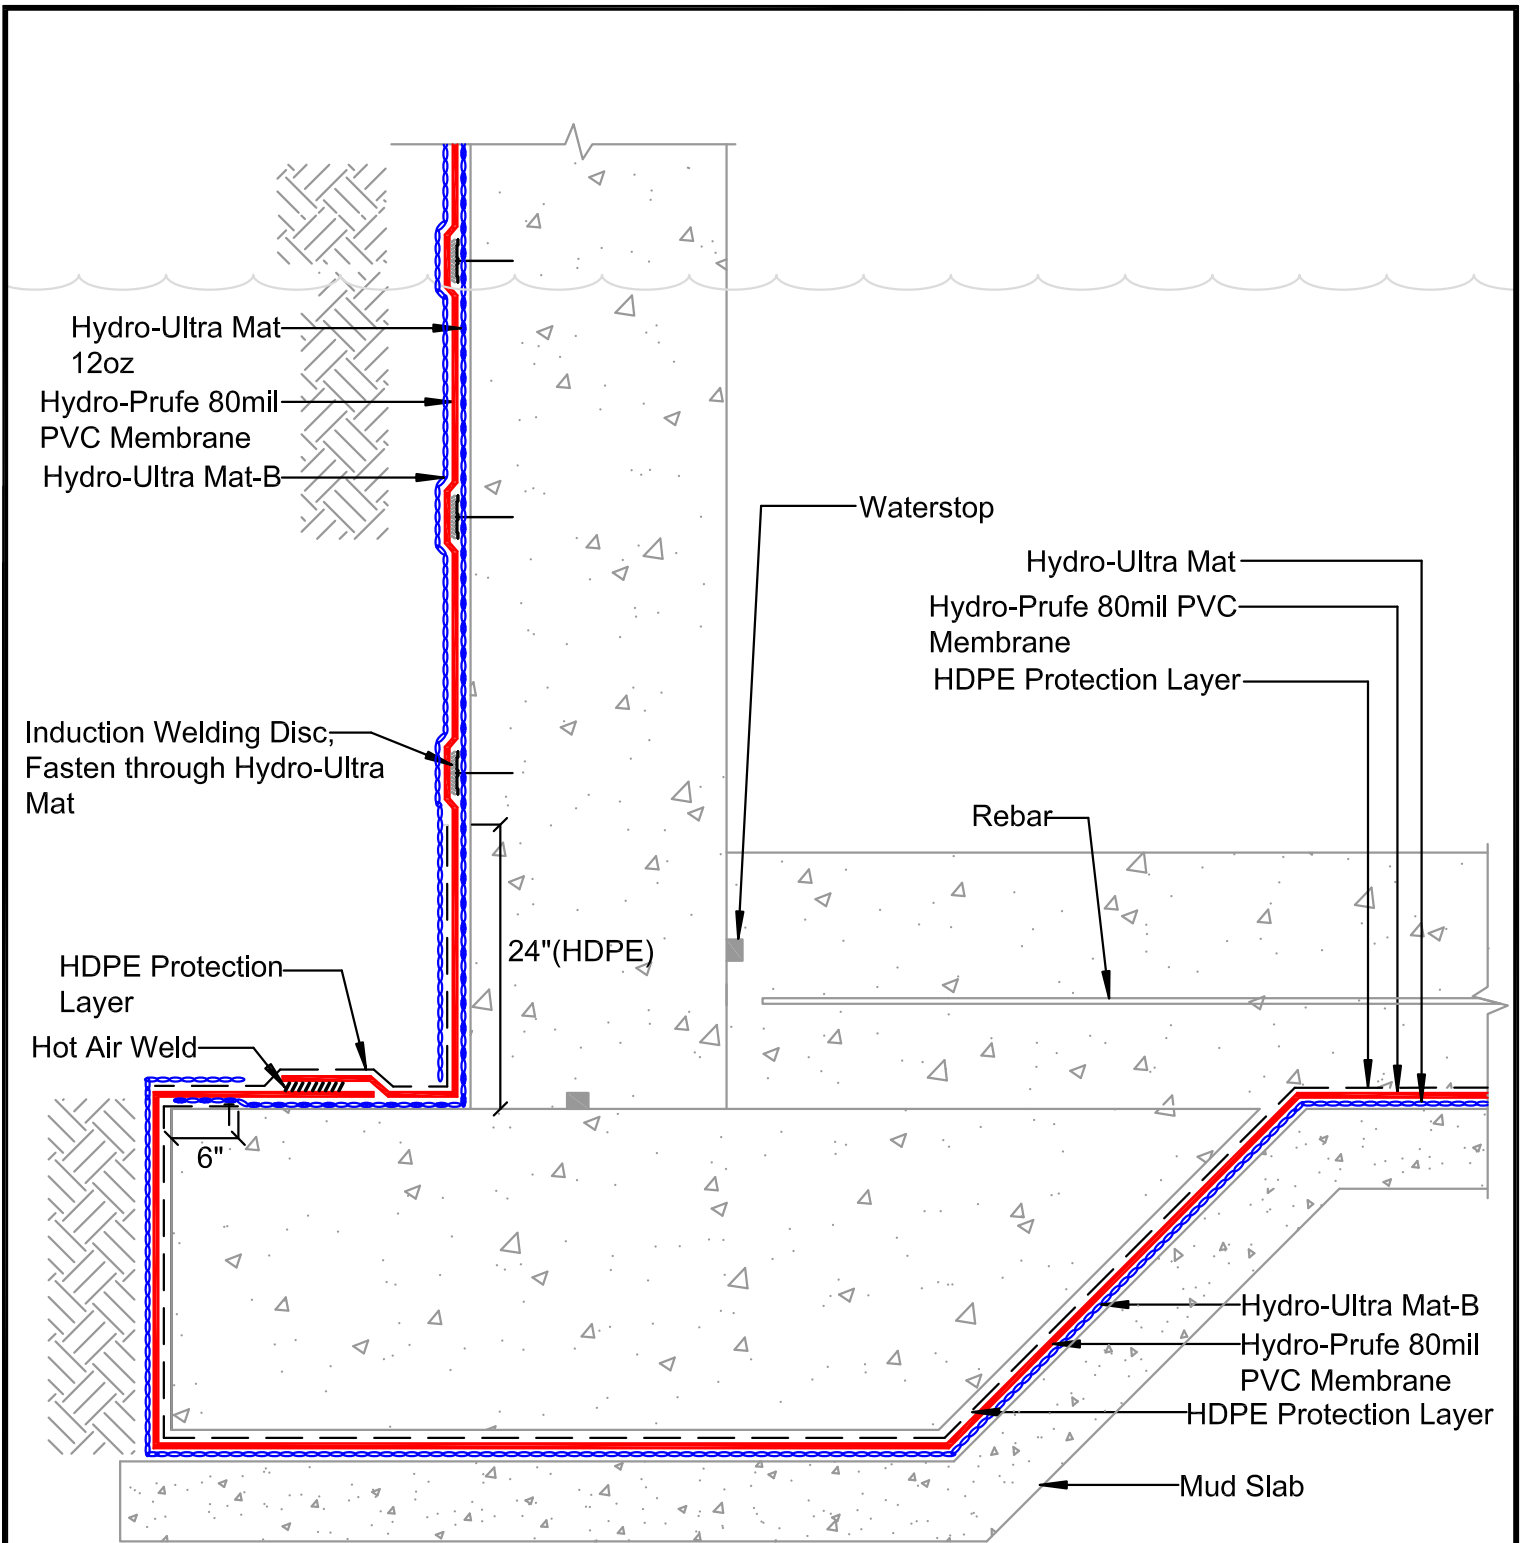 Hydro-Ultra Mat
12oz
Hydro-Prufe 80mil
PVC Membrane
Hydro-Ultra Mat-B
Waterstop
Hydro-Ultra Mat
Hydro-Prufe 80mil PVC
Membrane
HDPE Protection Layer
Induction Welding Disc,
Fasten through Hydro-Ultra
Mat
Rebar
24"(HDPE)
HDPE Protection
Layer
Hot Air Weld
6"
Hydro-Ultra Mat-B
Hydro-Prufe 80mil
PVC Membrane
HDPE Protection Layer
Mud Slab